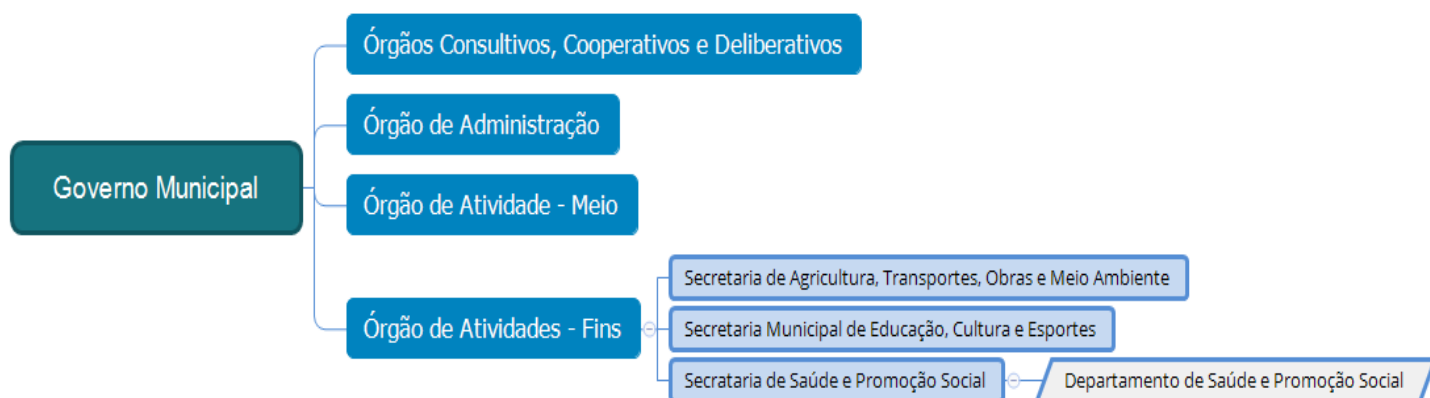 Órgãos Consultivos, Cooperativos e Deliberativos
Órgão de Administração
Governo Municipal
Órgão de Atividade - Meio
Secretaria de Agricultura, Transportes, Obras e Meio Ambiente
Órgão de Atividades - Fins
Secretaria Municipal de Educação, Cultura e Esportes
Secrataria de Saúde e Promoção Social
Departamento de Saúde e Promoção Social